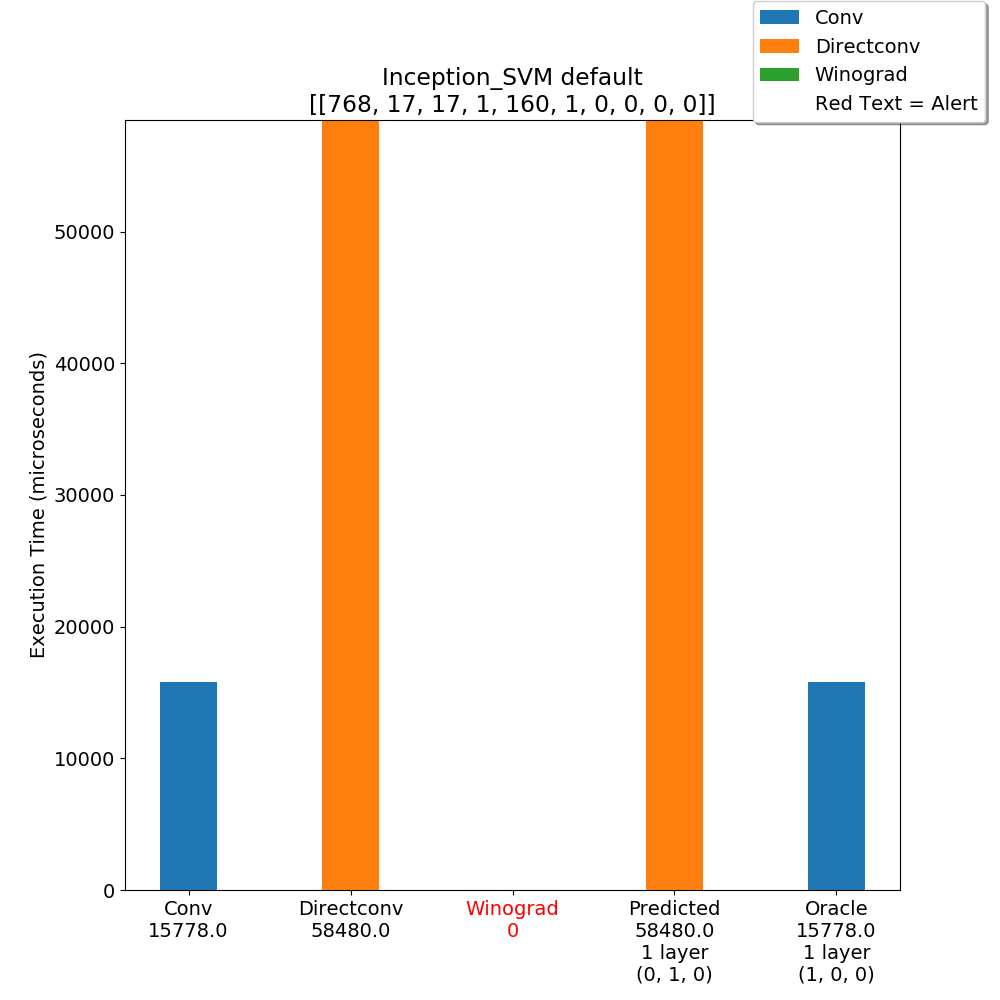 Conv
Directconv
Winograd
Red Text = Alert
Inception_SVM default
[[768, 17, 17, 1, 160, 1, 0, 0, 0, 0]]
Execution Time (microseconds)
50000
40000
30000
20000
10000
0
Conv
15778.0
Directconv
58480.0
Winograd
0
Predicted
58480.0
1 layer
(0, 1, 0)
Oracle
15778.0
1 layer
(1, 0, 0)